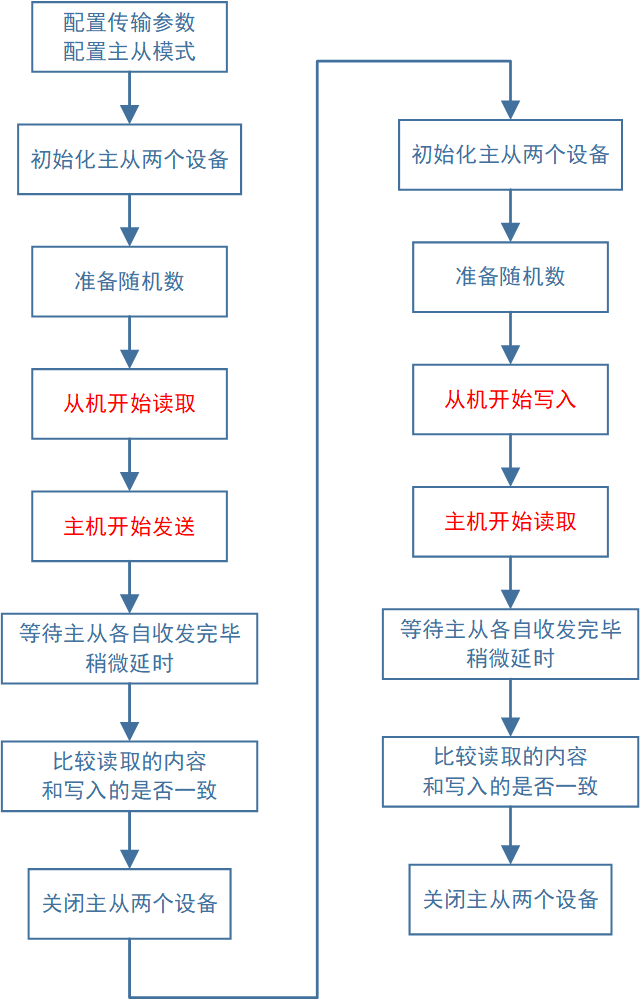 配置传输参数
配置主从模式
初始化主从两个设备
准备随机数
从机开始读取
主机开始发送
等待主从各自收发完毕
稍微延时
比较读取的内容
和写入的是否一致
关闭主从两个设备
初始化主从两个设备
准备随机数
从机开始写入
主机开始读取
等待主从各自收发完毕
稍微延时
比较读取的内容
和写入的是否一致
关闭主从两个设备